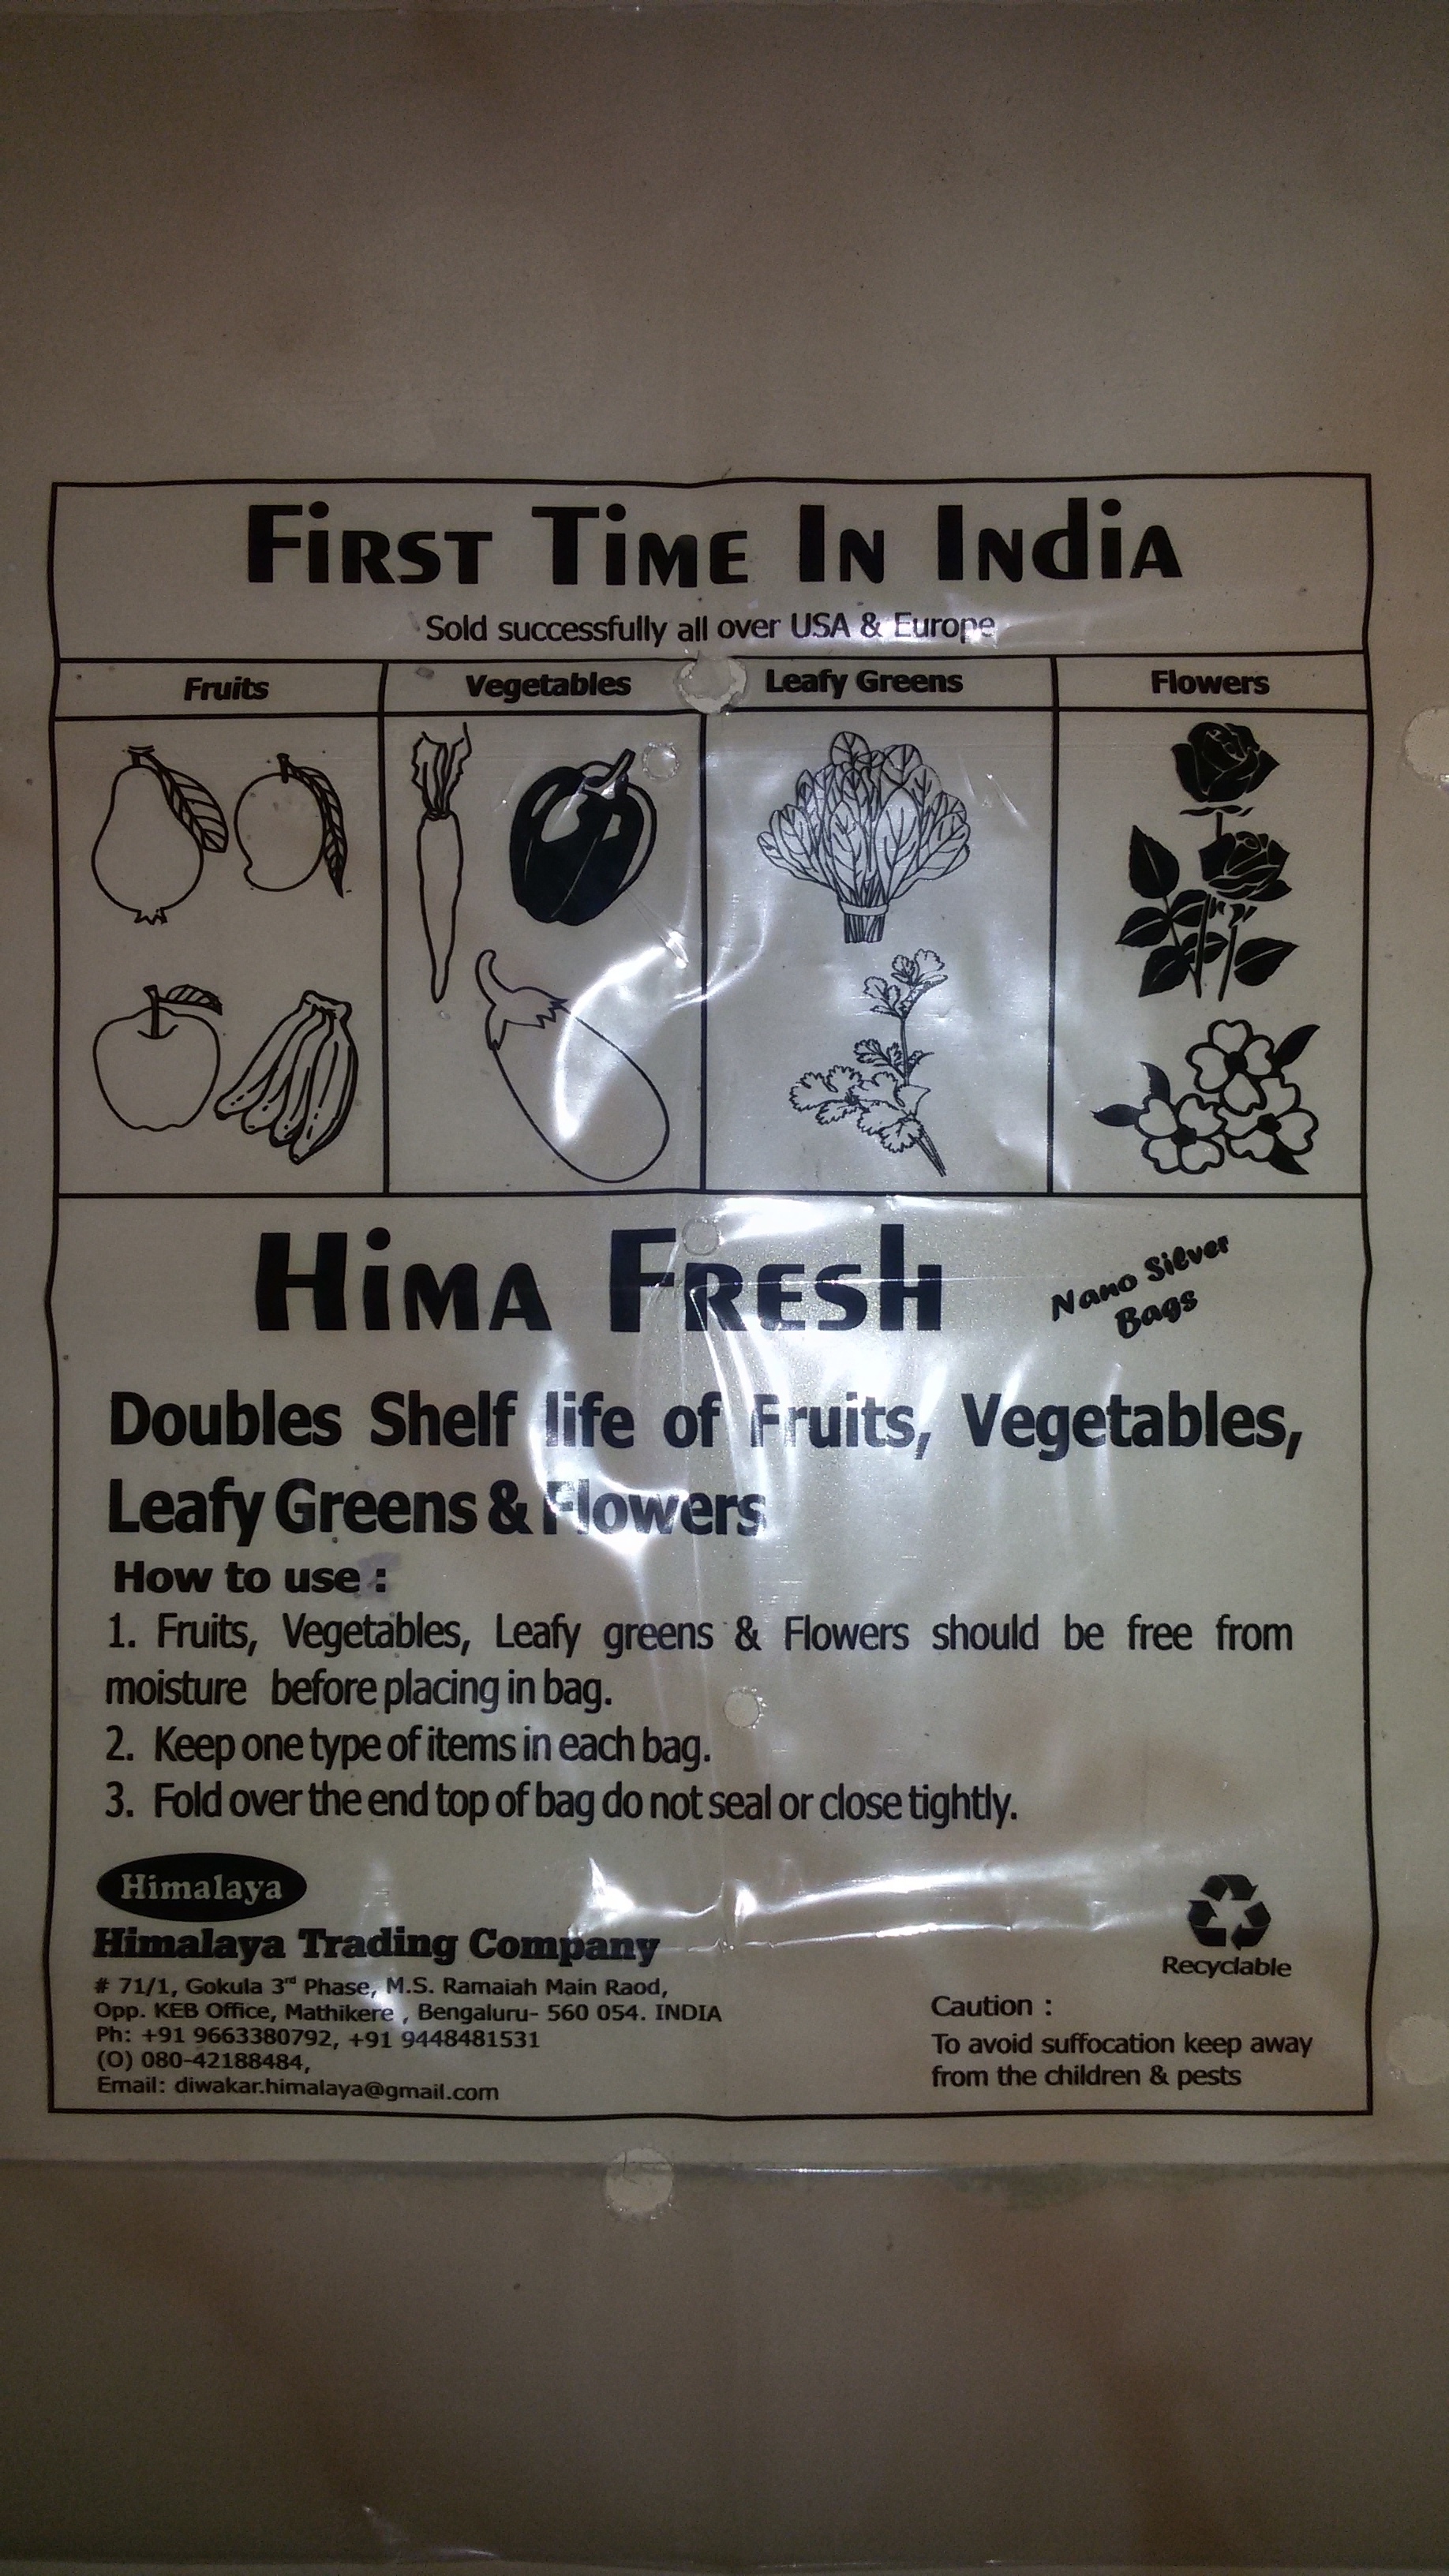 First Time In India
Sold successfully all over USA & Europe
Fruits Vegetables Leafy Greens Flowers
Hima Fresh
Nano Silver
Bags
Doubles Shelf life of Fruits, Vegetables,
Leafy Greens & Flowers
How to use :
1. Fruits, Vegetables, Leafy greens & Flowers should be free from
moisture before placing in bag.
2. Keep one type of items in each bag.
3. Fold over the end top of bag do not seal or close tightly.
Himalaya
Himalaya Trading Company
# 71/1, Gokula 3rd Phase, M.S. Ramaiah Main Raod,
Opp. KEB Office, Mathikere , Bengaluru- 560 054. INDIA
Ph: +91 9663380792, +91 9448481531
(O) 080-42188484,
Email: diwakar.himalaya@gmail.com
Recyclable
Caution :
To avoid suffocation keep away
from the children & pests